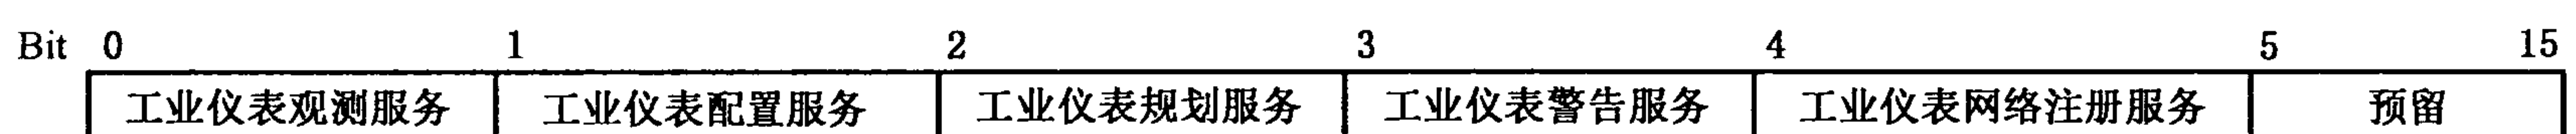 Bit 0 1 2 3 4 5 15
工业仪表观测服务 工业仪表配置服务 工业仪表规划服务 工业仪表警告服务 工业仪表网络注册服务 预留